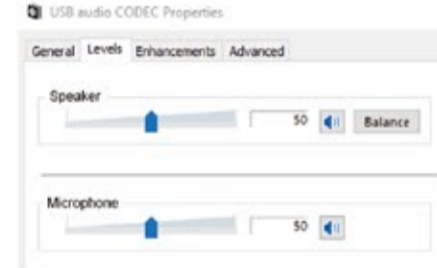 USB audio CODEC Properties
General Levels Enhancements Advanced
Speaker
50 Balance
Microphone
50